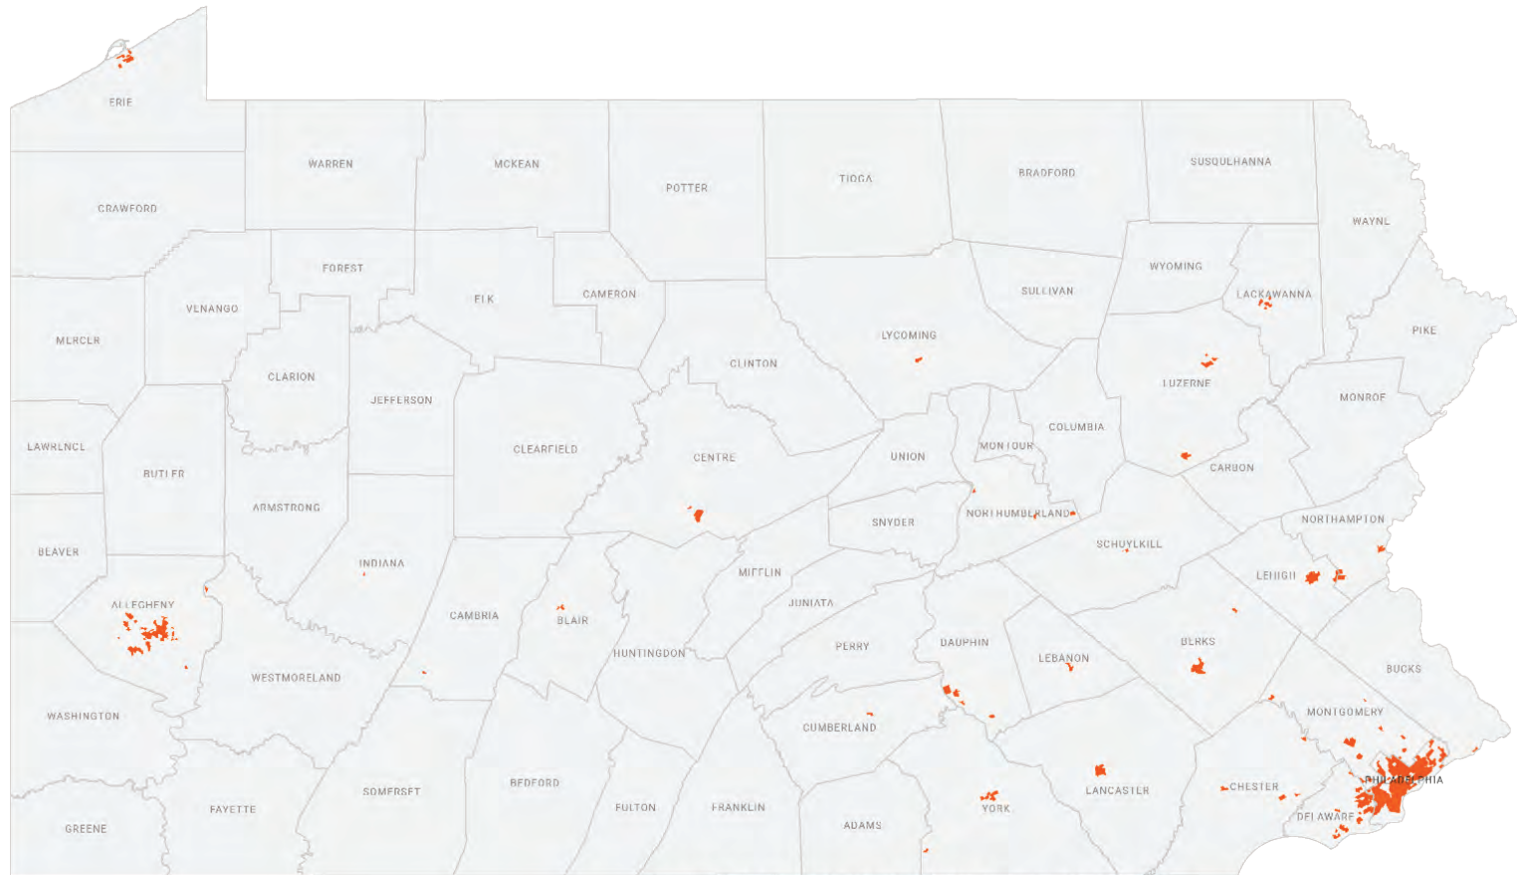 ERIE
WARREN
MCKEAN
POTTER
TIOGA
BRADFORD
SUSQUEHANNA
CRAWFORD
WAYNE
FOREST
WYOMING
ELK
CAMERON
SULLIVAN
LACKAWANNA
VENANGO
LYCOMING
PIKE
MERCER
CLINTON
CLARION
LUZERNE
JEFFERSON
MONROE
COLUMBIA
LAWRENCE
CLEARFIELD
CENTRE
UNION
MONTOUR
BUTLER
CARBON
ARMSTRONG
NORTHUMBERLAND
NORTHAMPTON
SNYDER
BEAVER
SCHUYLKILL
INDIANA
MIFFLIN
LEHIGH
ALLEGHENY
JUNIATA
CAMBRIA
BLAIR
DAUPHIN
BERKS
PERRY
HUNTINGDON
LEBANON
WESTMORELAND
BUCKS
WASHINGTON
MONTGOMERY
CUMBERLAND
PHILADELPHIA
BEDFORD
SOMERSET
CHESTER
LANCASTER
FAYETTE
FULTON
FRANKLIN
YORK
DELAWARE
GREENE
ADAMS